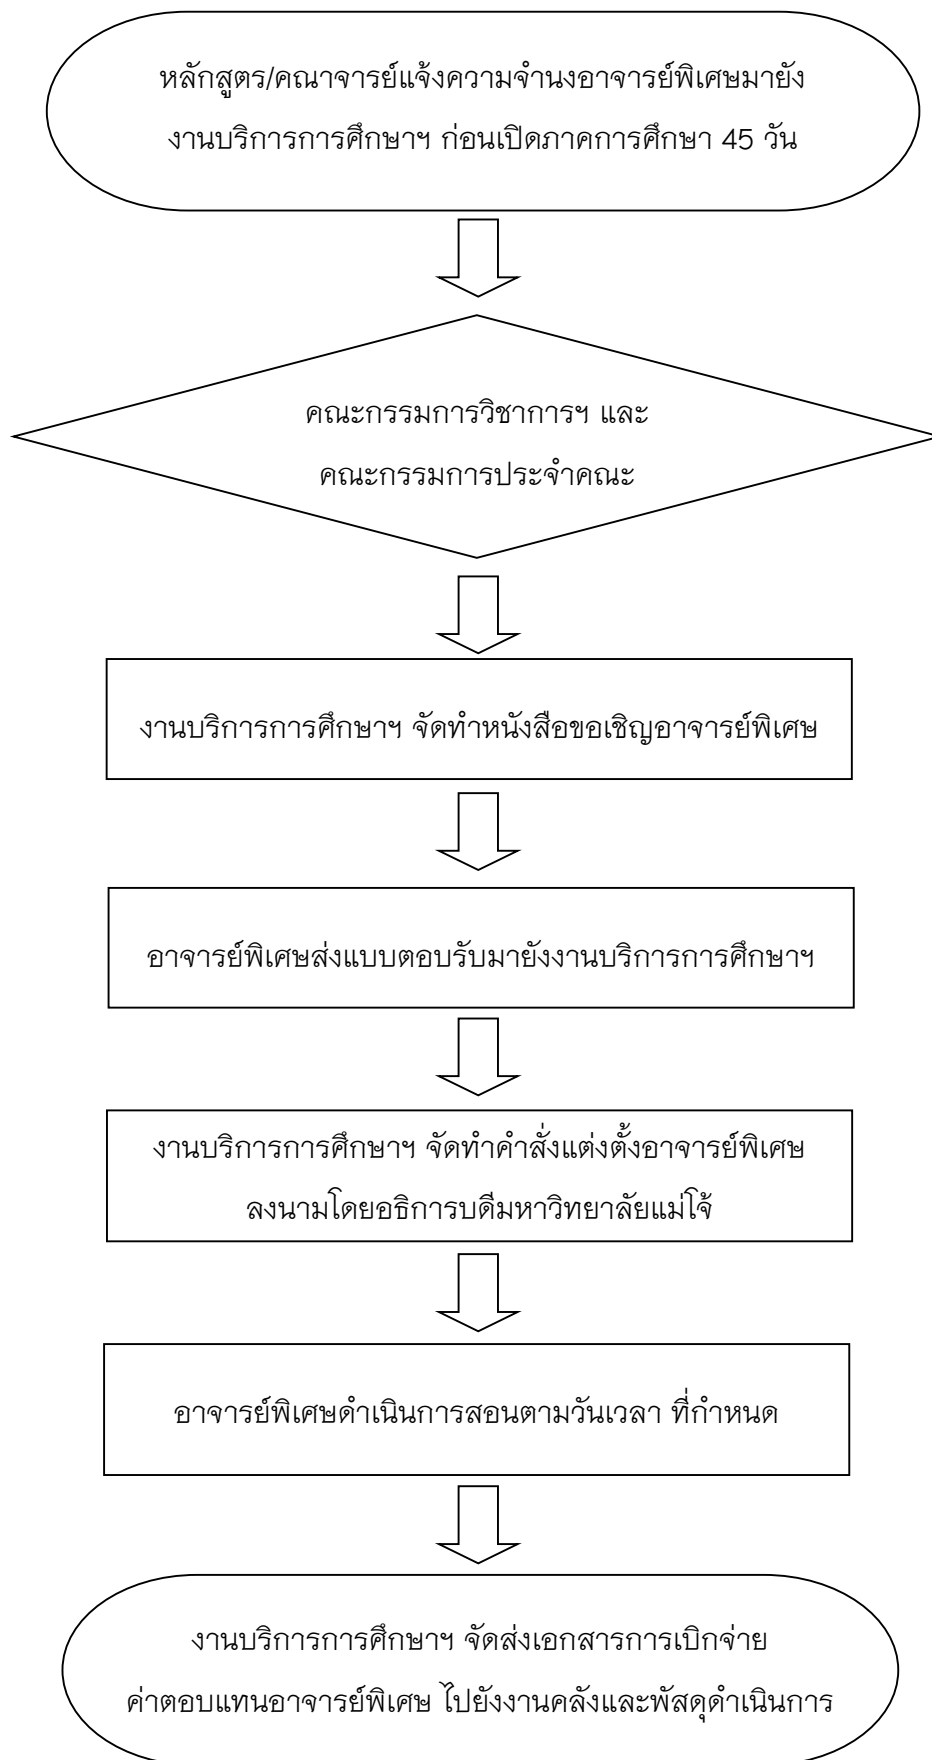 หลักสูตร/คณาจารย์แจ้งความจำนงอาจารย์พิเศษมายัง
งานบริการการศึกษาฯ ก่อนเปิดภาคการศึกษา 45 วัน
คณะกรรมการวิชาการฯ และ
คณะกรรมการประจำคณะ
งานบริการการศึกษาฯ จัดทำหนังสือขอเชิญอาจารย์พิเศษ
อาจารย์พิเศษส่งแบบตอบรับมายังงานบริการการศึกษาฯ
งานบริการการศึกษาฯ จัดทำคำสั่งแต่งตั้งอาจารย์พิเศษ
ลงนามโดยอธิการบดีมหาวิทยาลัยแม่โจ้
อาจารย์พิเศษดำเนินการสอนตามวันเวลา ที่กำหนด
งานบริการการศึกษาฯ จัดส่งเอกสารการเบิกจ่าย
ค่าตอบแทนอาจารย์พิเศษ ไปยังงานคลังและพัสดุดำเนินการ